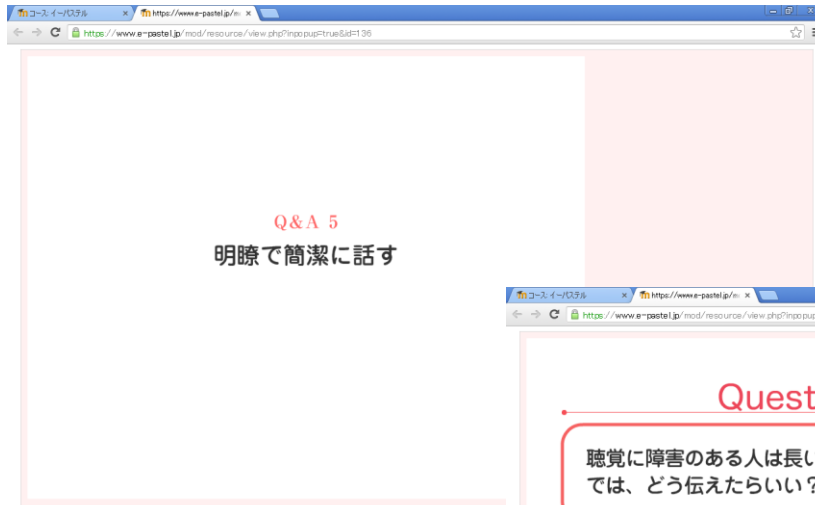 コース: イーパステル
https://www.e-pastel.jp/m
https://www.e-pastel.jp/mod/resource/view.php?inpopup=true&id=136
Q&A 5
明瞭で簡潔に話す
コース: イーパステル
https://www.e-pastel.jp/m
https://www.e-pastel.jp/mod/resource/view.php?inpopup
Quest
聴覚に障害のある人は長い
では、どう伝えたらいい?